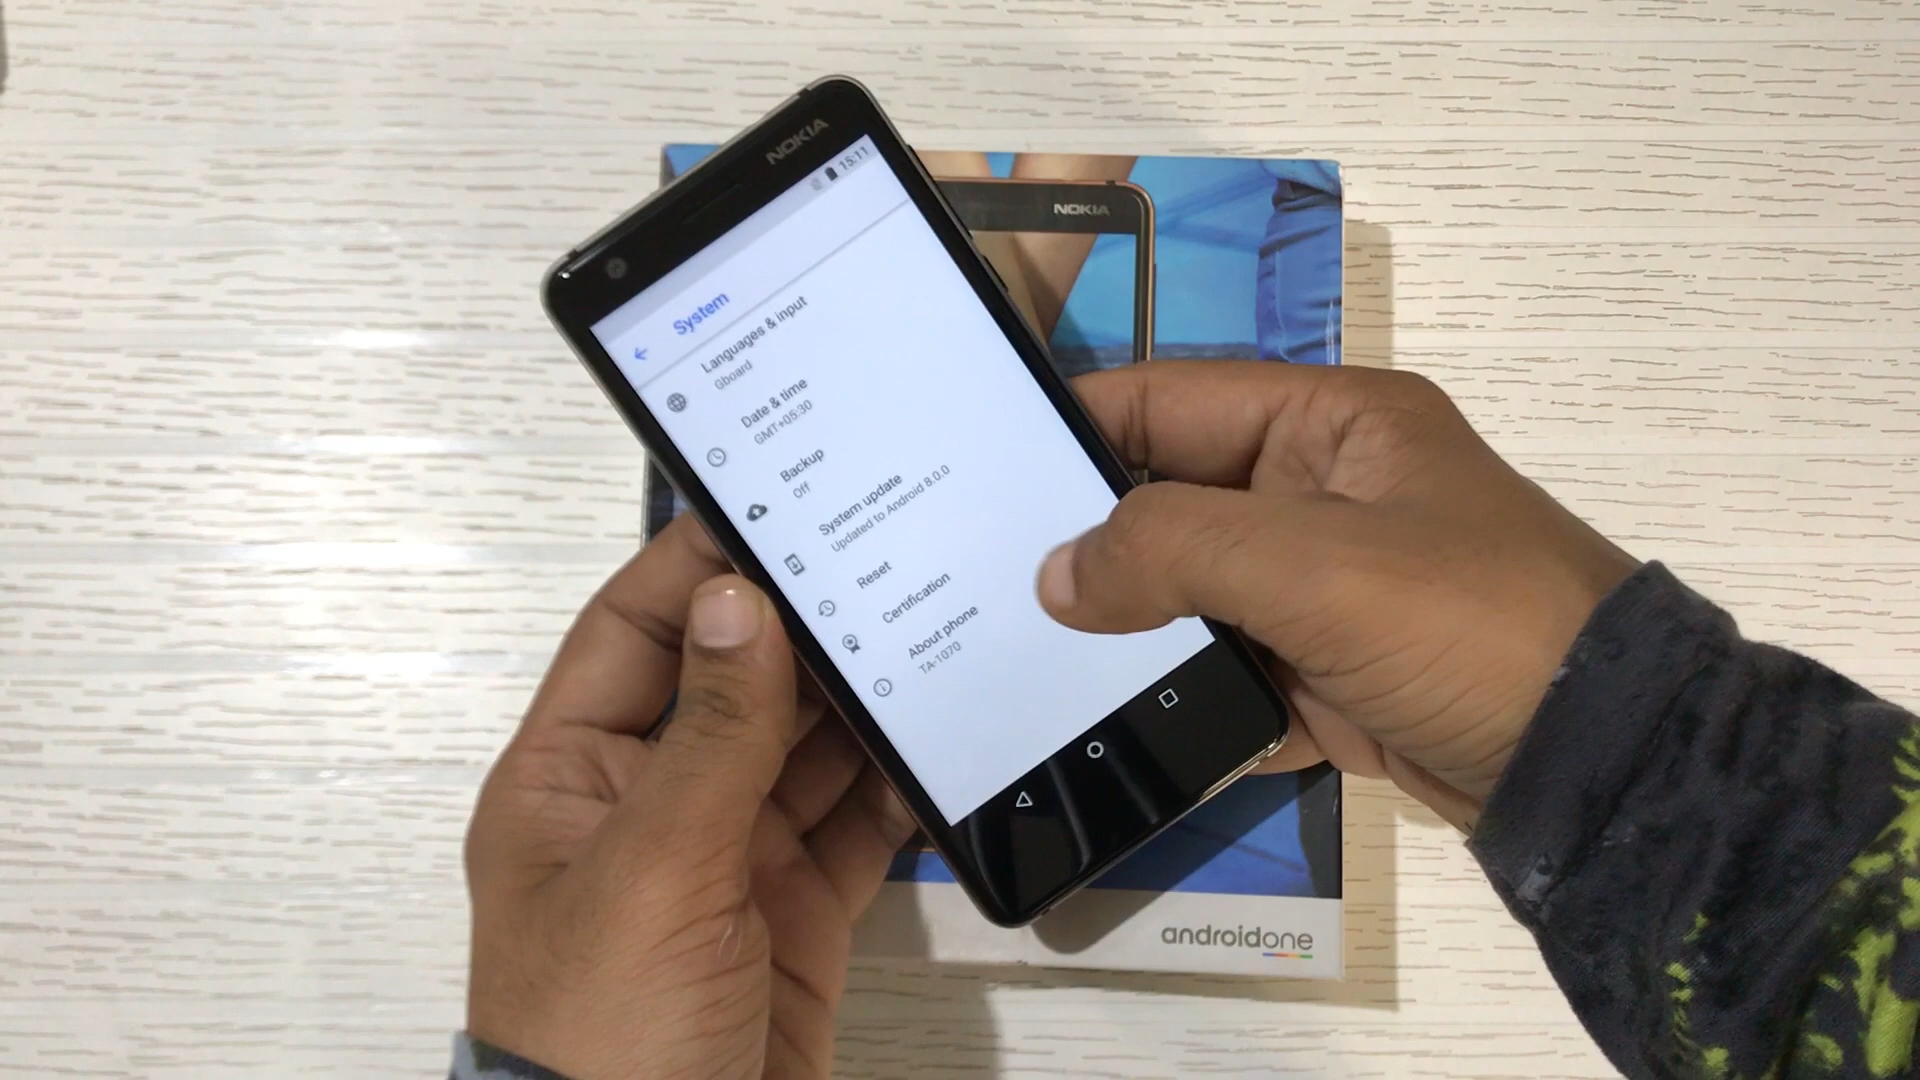 NOKIA
15:11
System
Languages & input
Gboard
Date & time
GMT+05:30
Backup
Off
System update
Updated to Android 8.0.0
Reset
Certification
About phone
TA-1070
NOKIA
androidone